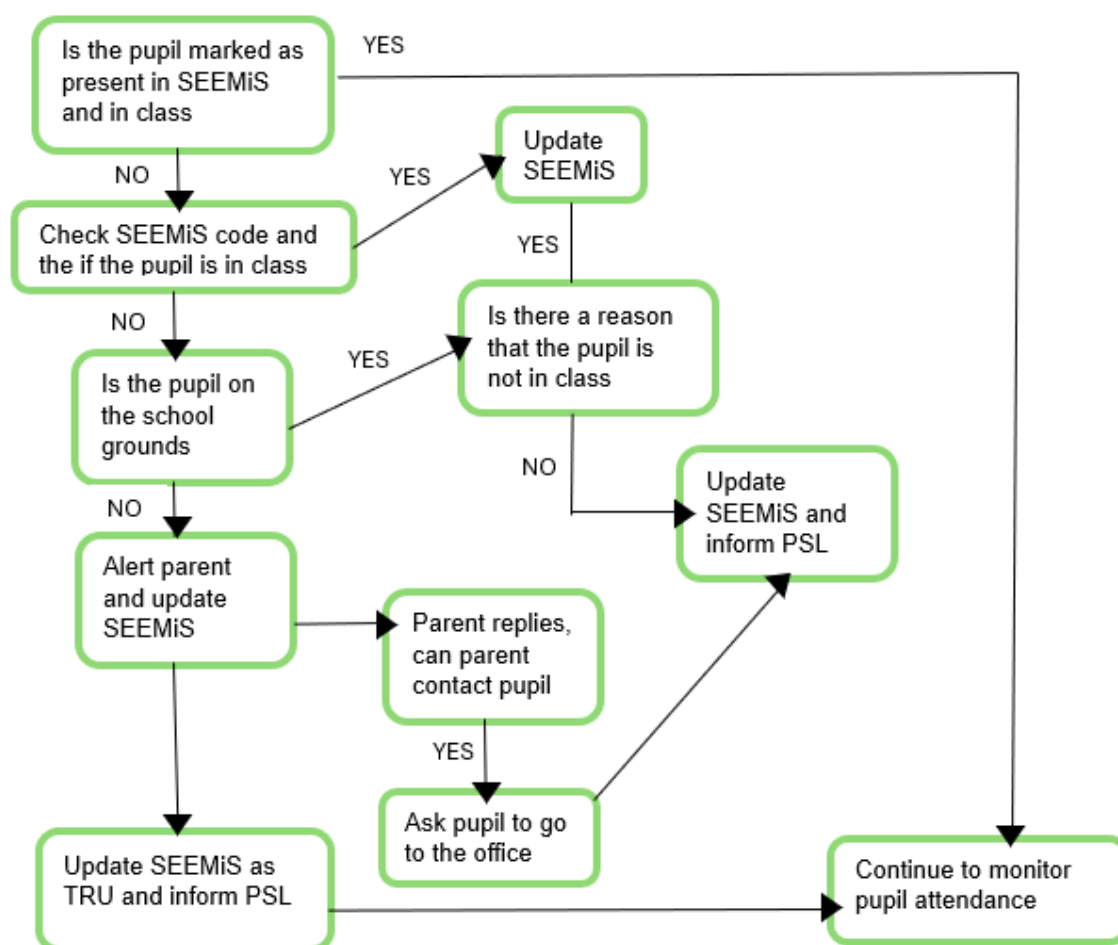 Is the pupil marked as
present in SEEMiS
and in class
YES
NO
Update
SEEMiS
YES
Check SEEMiS code and
the if the pupil is in class
YES
NO
Is there a reason
that the pupil is
not in class
YES
Is the pupil on
the school
grounds
NO
Update
SEEMiS and
inform PSL
NO
Alert parent
and update
SEEMiS
Parent replies,
can parent
contact pupil
YES
Ask pupil to go
to the office
Update SEEMiS as
TRU and inform PSL
Continue to monitor
pupil attendance